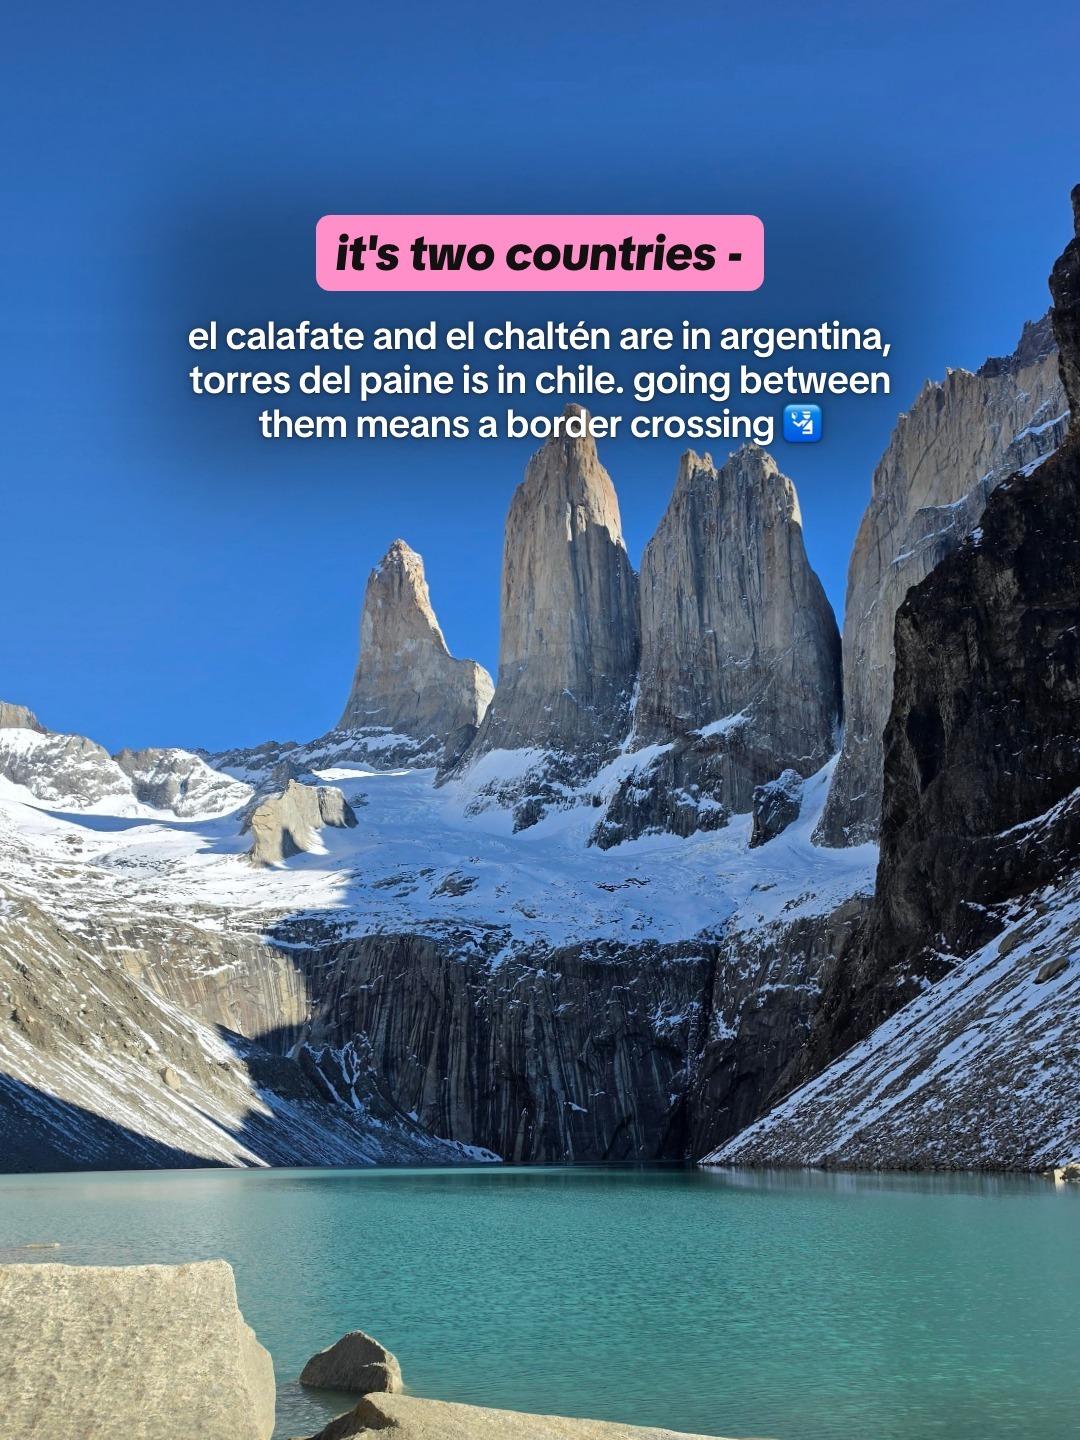 it's two countries -
el calafate and el chaltén are in argentina,
torres del paine is in chile. going between
them means a border crossing 🛂